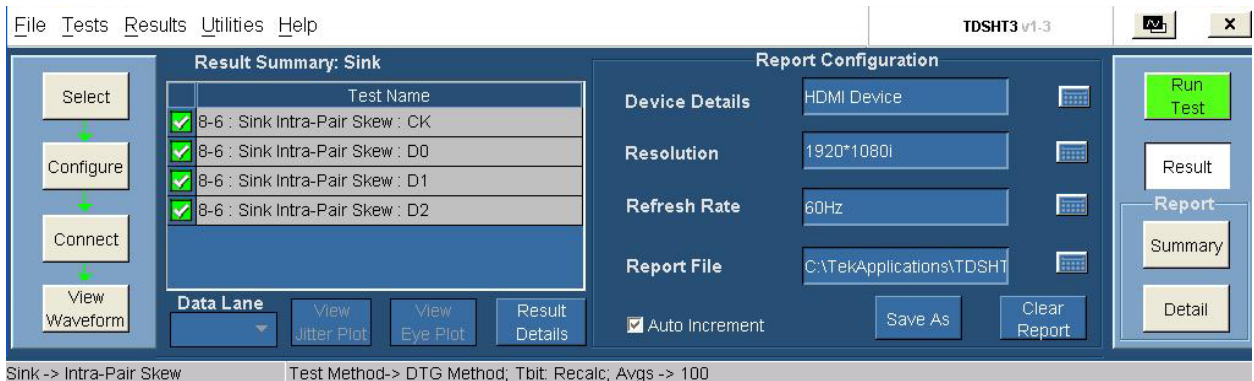 File Tests Results Utilities Help
TDSHT3 v1.3
x
Select
Configure
Connect
View
Waveform
Result Summary: Sink
Test Name
8-6 : Sink Intra-Pair Skew : CK
8-6 : Sink Intra-Pair Skew : D0
8-6 : Sink Intra-Pair Skew : D1
8-6 : Sink Intra-Pair Skew : D2
Data Lane
View
Jitter Plot
View
Eye Plot
Result
Details
Report Configuration
Device Details
HDMI Device
Resolution
1920*1080i
Refresh Rate
60Hz
Report File
C:\TekApplications\TDSHT
Auto Increment
Save As
Clear
Report
Run
Test
Result
Report
Summary
Detail
Sink -> Intra-Pair Skew
Test Method-> DTG Method; Tbit: Recalc; Avgs -> 100